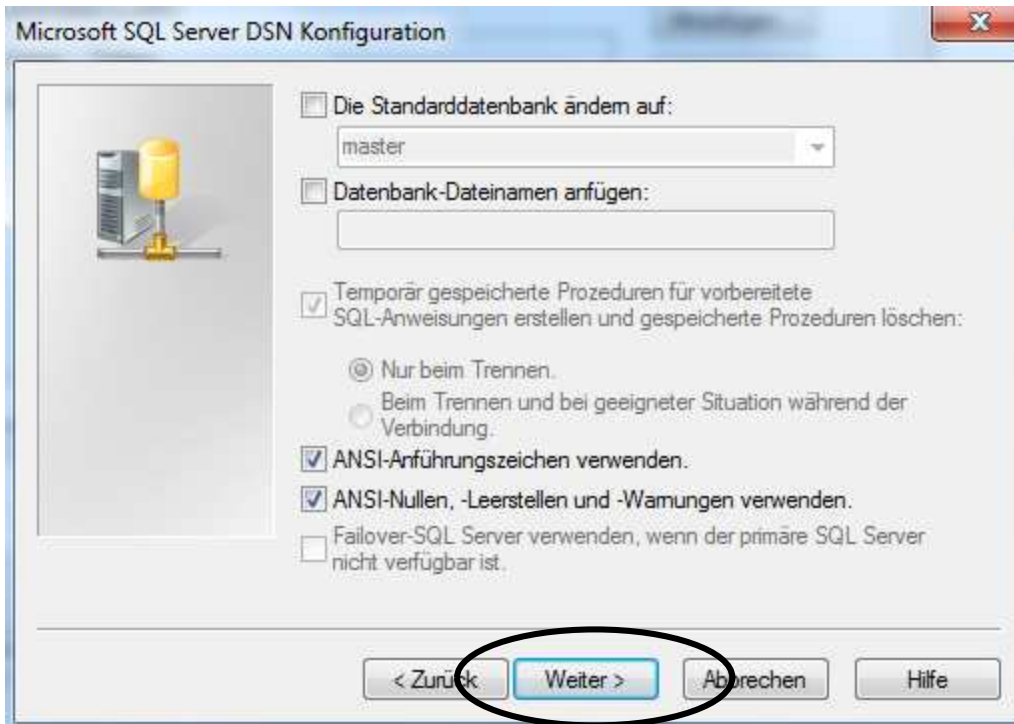 Microsoft SQL Server DSN Konfiguration
Die Standarddatenbank ändern auf:
master
Datenbank-Dateinamen anfügen:
Temporär gespeicherte Prozeduren für vorbereitete
SQL-Anweisungen erstellen und gespeicherte Prozeduren löschen:
Nur beim Trennen.
Beim Trennen und bei geeigneter Situation während der
Verbindung.
ANSI-Anführungszeichen verwenden.
ANSI-Nullen, -Leerstellen und -Warnungen verwenden.
Failover-SQL Server verwenden, wenn der primäre SQL Server
nicht verfügbar ist.
< Zurück Weiter > Abbrechen Hilfe